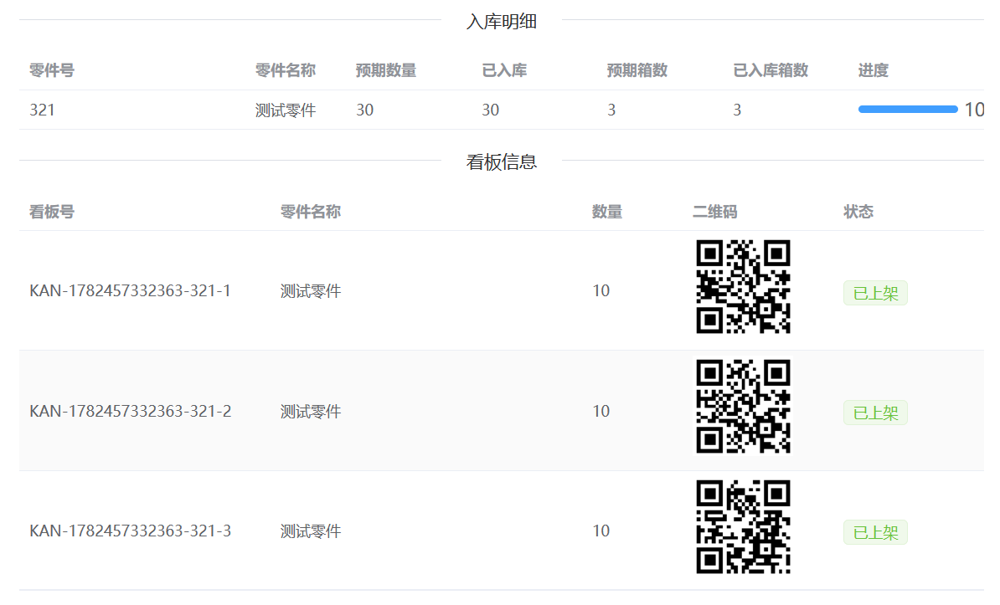 入库明细
零件号 零件名称 预期数量 已入库 预期箱数 已入库箱数 进度
321 测试零件 30 30 3 3 10
看板信息
看板号 零件名称 数量 二维码 状态
KAN-1782457332363-321-1 测试零件 10 已上架
KAN-1782457332363-321-2 测试零件 10 已上架
KAN-1782457332363-321-3 测试零件 10 已上架